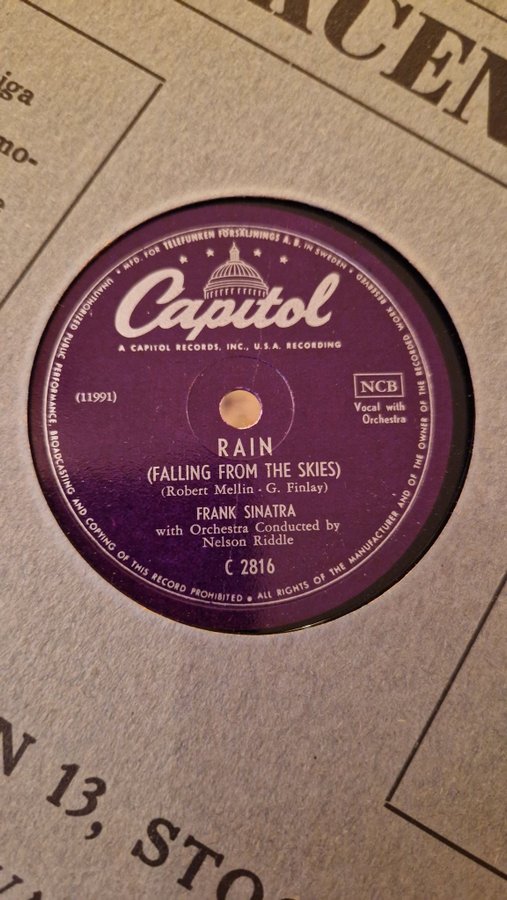 iga
mo-
MFD. FOR TELEFUNKEN FÖRSÄLJNINGS A. B. IN SWEDEN
UNAUTHORIZED PUBLIC PERFORMANCE, BROADCASTING AND COPYING OF THIS RECORD PROHIBITED • ALL RIGHTS OF THE MANUFACTURER AND OF THE OWNER OF THE RECORDED WORK RESERVED
Capitol
A CAPITOL RECORDS, INC., U.S.A. RECORDING
(11991)
NCB
Vocal with
Orchestra
RAIN
(FALLING FROM THE SKIES)
(Robert Mellin - G. Finlay)
FRANK SINATRA
with Orchestra Conducted by
Nelson Riddle
C 2816
N 13, STO